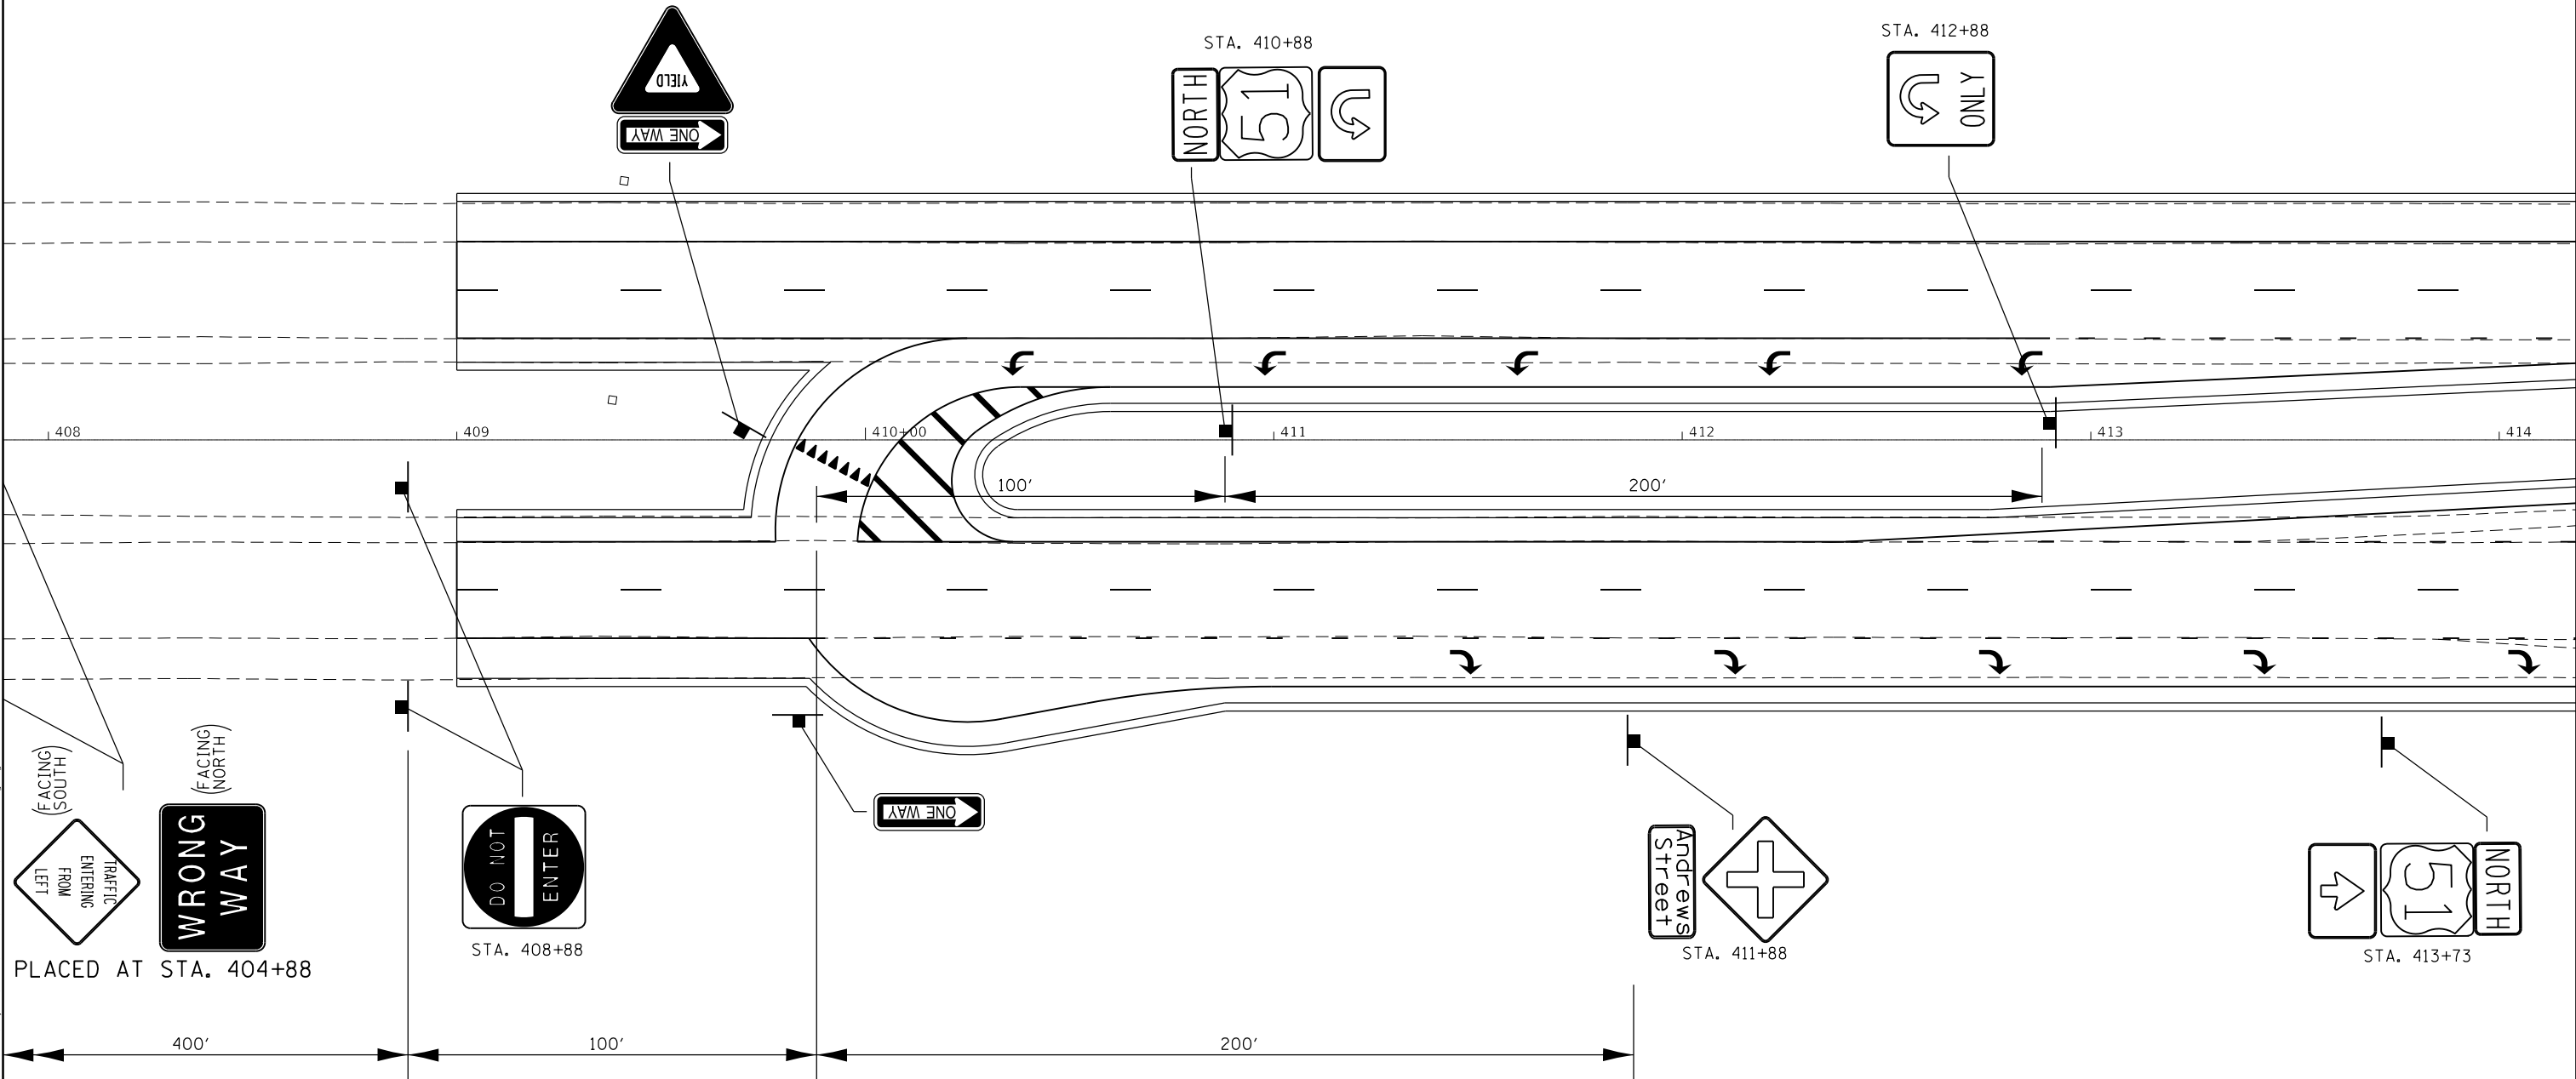 YIELD
ONE WAY
STA. 410+88
NORTH
51
STA. 412+88
ONLY
408
409
410+00
411
412
413
414
100'
200'
(FACING
SOUTH)
(FACING
NORTH)
TRAFFIC
ENTERING
FROM
LEFT
WRONG
WAY
PLACED AT STA. 404+88
DO NOT
ENTER
STA. 408+88
ONE WAY
Andrews
Street
STA. 411+88
NORTH
51
STA. 413+73
400'
100'
200'